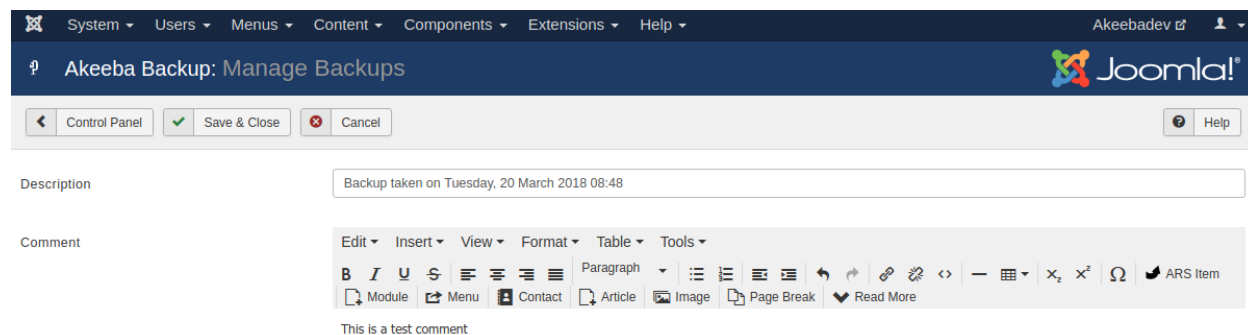 System Users Menus Content Components Extensions Help Akeebadev
Akeeba Backup: Manage Backups Joomla!®
Control Panel Save & Close Cancel Help
Description Backup taken on Tuesday, 20 March 2018 08:48
Comment Edit Insert View Format Table Tools
B I U S Paragraph x₂ x² Ω ARS Item
Module Menu Contact Article Image Page Break Read More
This is a test comment